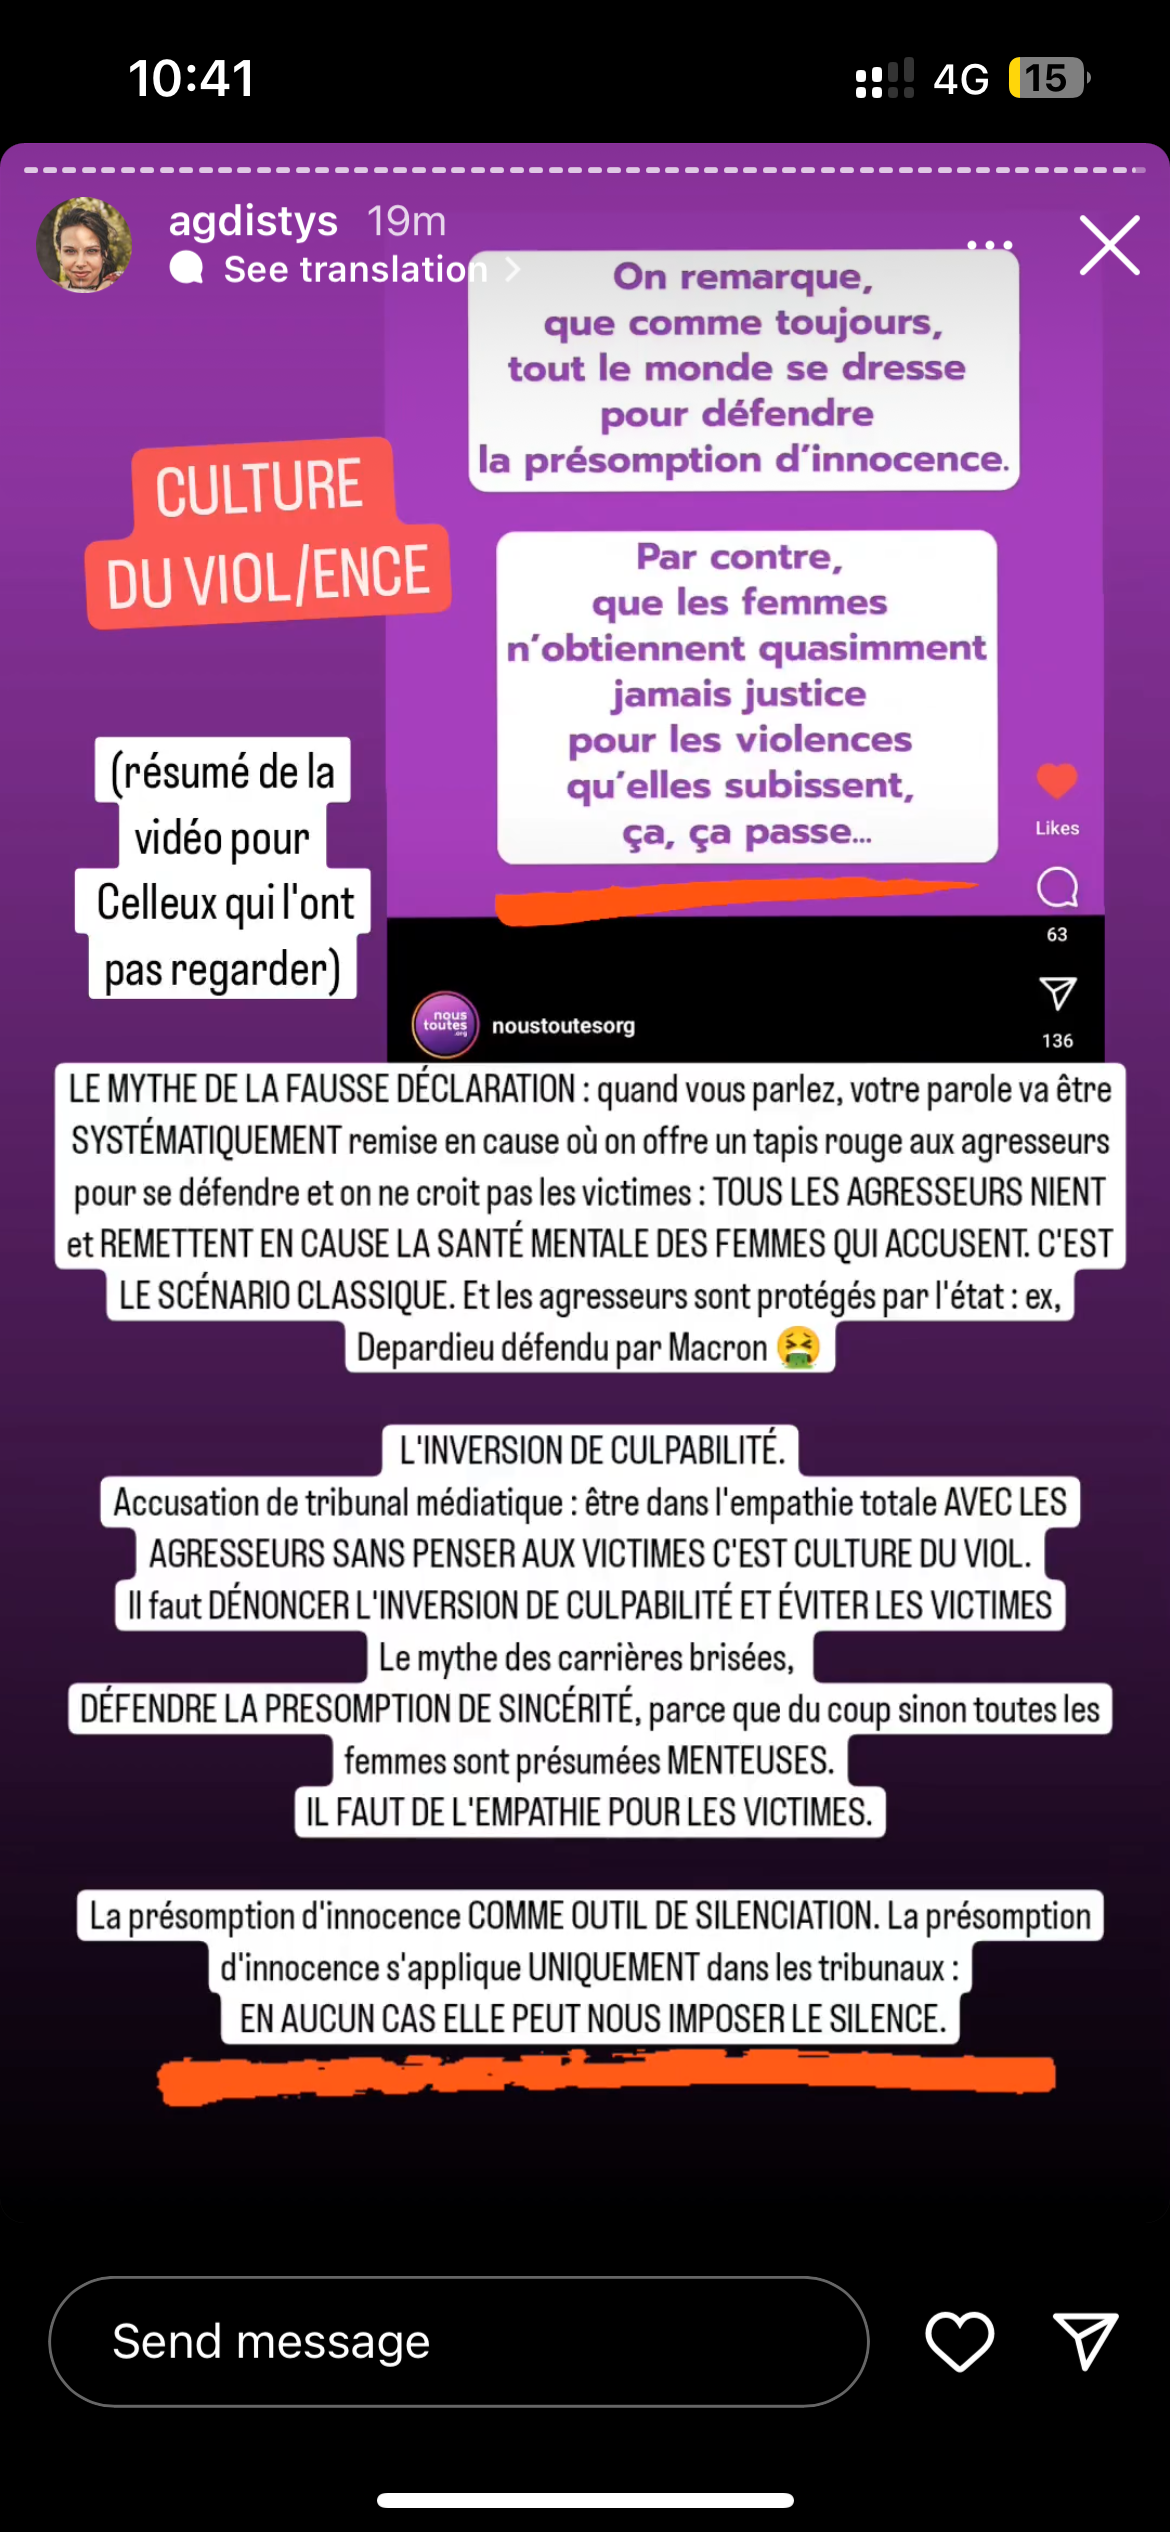 10:41
4G
15
agdistys 19m
See translation
On remarque,
que comme toujours,
tout le monde se dresse
pour défendre
la présomption d'innocence.
CULTURE
DU VIOL/ENCE
Par contre,
que les femmes
n'obtiennent quasimment
jamais justice
pour les violences
qu'elles subissent,
ça, ça passe...
(résumé de la
vidéo pour
Celleux qui l'ont
pas regarder)
Likes
63
136
nous
toutes
.org
noustoutesorg
LE MYTHE DE LA FAUSSE DÉCLARATION : quand vous parlez, votre parole va être
SYSTÉMATIQUEMENT remise en cause où on offre un tapis rouge aux agresseurs
pour se défendre et on ne croit pas les victimes : TOUS LES AGRESSEURS NIENT
et REMETTENT EN CAUSE LA SANTÉ MENTALE DES FEMMES QUI ACCUSENT. C'EST
LE SCÉNARIO CLASSIQUE. Et les agresseurs sont protégés par l'état : ex,
Depardieu défendu par Macron 🤮
L'INVERSION DE CULPABILITÉ.
Accusation de tribunal médiatique : être dans l'empathie totale AVEC LES
AGRESSEURS SANS PENSER AUX VICTIMES C'EST CULTURE DU VIOL.
Il faut DÉNONCER L'INVERSION DE CULPABILITÉ ET ÉVITER LES VICTIMES
Le mythe des carrières brisées,
DÉFENDRE LA PRESOMPTION DE SINCÉRITÉ, parce que du coup sinon toutes les
femmes sont présumées MENTEUSES.
IL FAUT DE L'EMPATHIE POUR LES VICTIMES.
La présomption d'innocence COMME OUTIL DE SILENCIATION. La présomption
d'innocence s'applique UNIQUEMENT dans les tribunaux :
EN AUCUN CAS ELLE PEUT NOUS IMPOSER LE SILENCE.
Send message